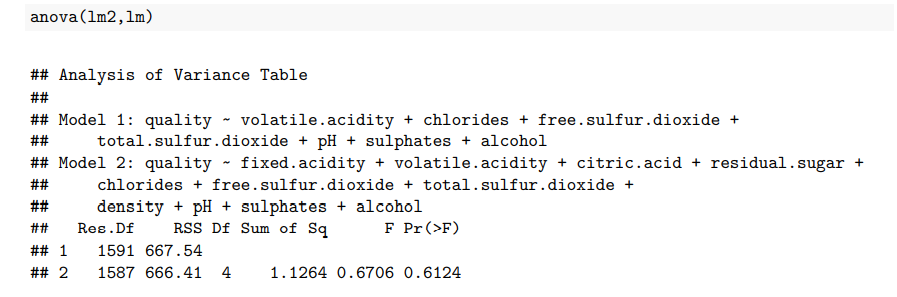 anova(lm2,lm)
## Analysis of Variance Table
##
## Model 1: quality ~ volatile.acidity + chlorides + free.sulfur.dioxide +
##     total.sulfur.dioxide + pH + sulphates + alcohol
## Model 2: quality ~ fixed.acidity + volatile.acidity + citric.acid + residual.sugar +
##     chlorides + free.sulfur.dioxide + total.sulfur.dioxide +
##     density + pH + sulphates + alcohol
##   Res.Df    RSS Df Sum of Sq      F Pr(>F)
## 1   1591 667.54
## 2   1587 666.41  4    1.1264 0.6706 0.6124